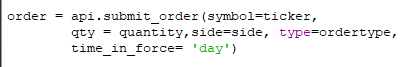 order = api.submit_order(symbol=ticker,
qty = quantity,side=side, type=ordertype,
time_in_force= 'day')